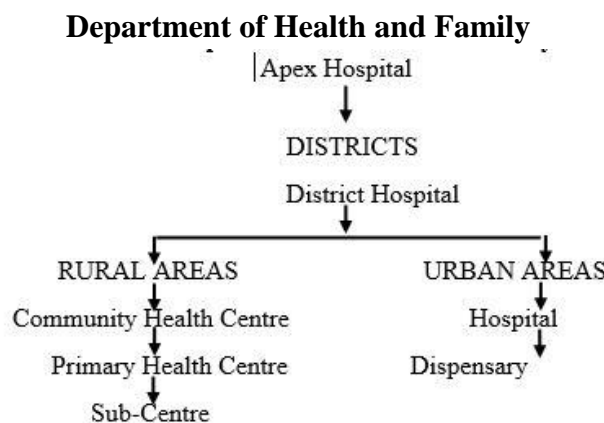 Department of Health and Family
Apex Hospital
DISTRICTS
District Hospital
RURAL AREAS
URBAN AREAS
Community Health Centre
Hospital
Primary Health Centre
Dispensary
Sub-Centre